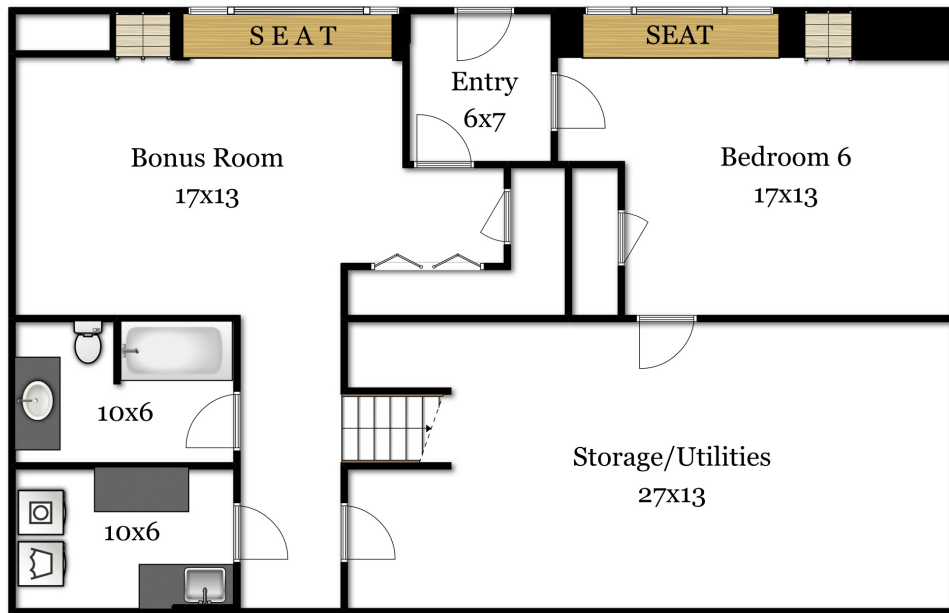 SEAT
SEAT
Entry
6x7
Bonus Room
17x13
Bedroom 6
17x13
10x6
Storage/Utilities
27x13
10x6